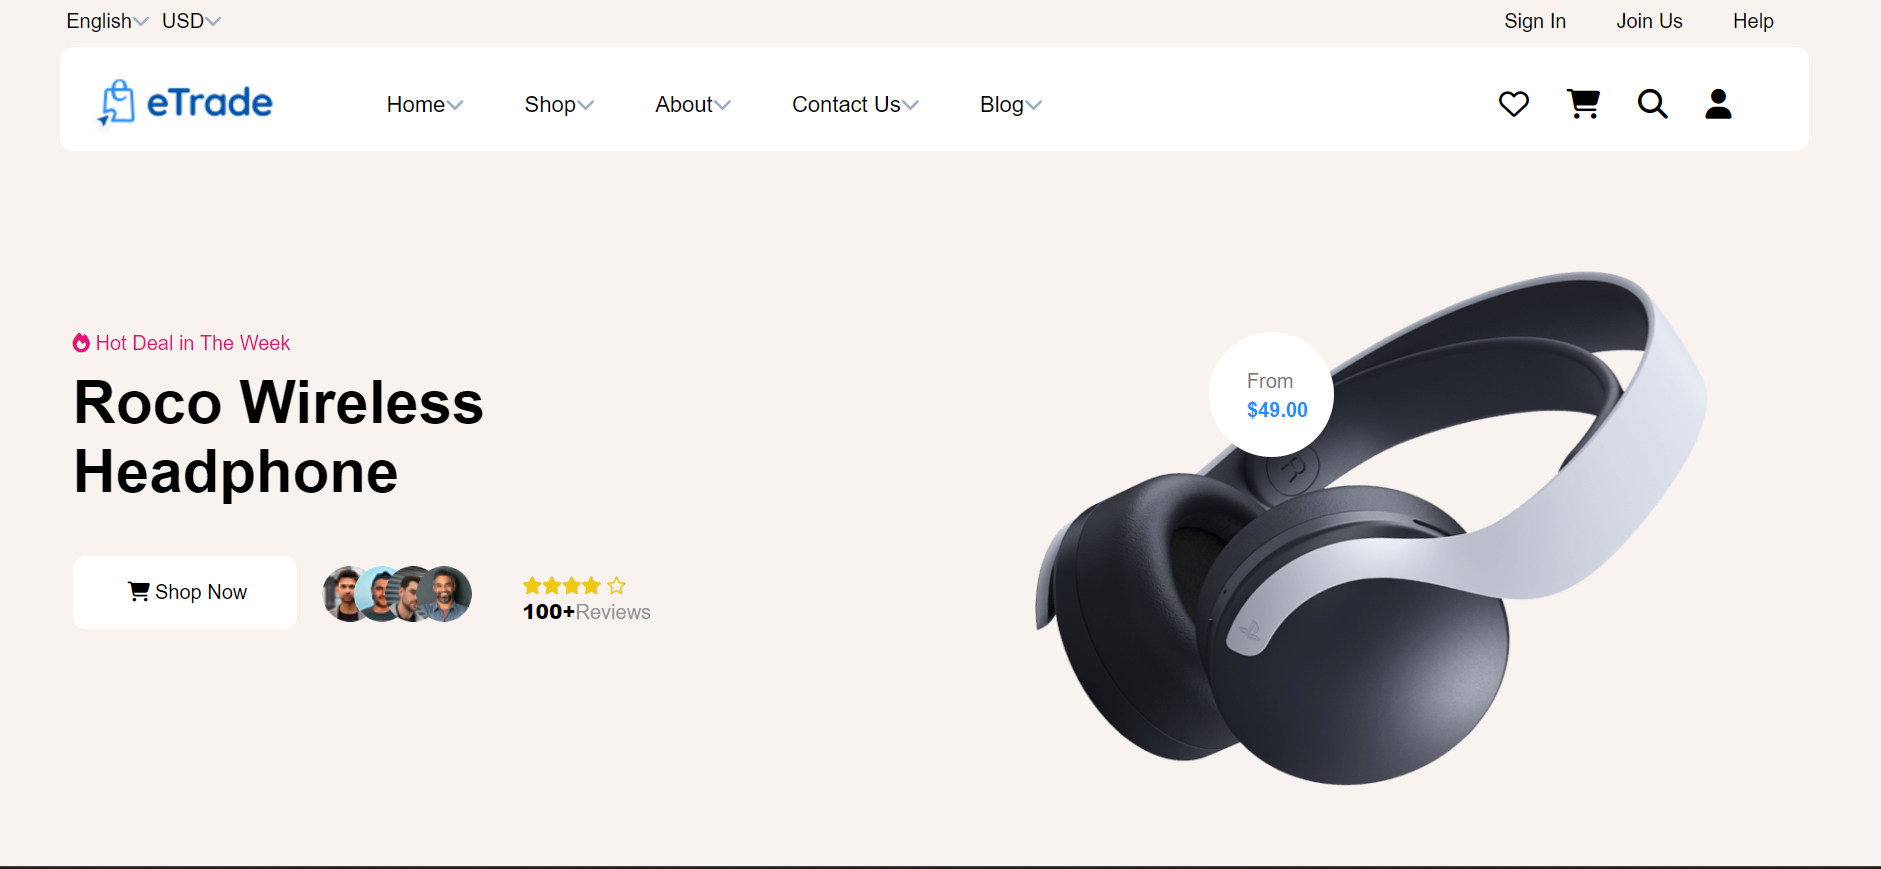 English USD Sign In Join Us Help
eTrade Home Shop About Contact Us Blog
Hot Deal in The Week
Roco Wireless
Headphone
From
$49.00
R
Shop Now
100+Reviews